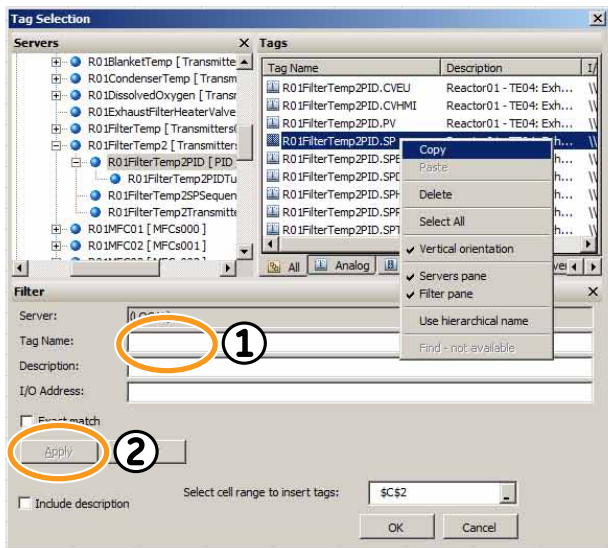 Tag Selection
Servers
R01BlanketTemp [ Transmitte
R01CondenserTemp [ Transm
R01DissolvedOxygen [ Transr
R01ExhaustFilterHeaterValve
R01FilterTemp [ Transmitters(
R01FilterTemp2 [ Transmitter:
R01FilterTemp2PID [ PID
R01FilterTemp2PIDTu
R01FilterTemp2SPSequen
R01FilterTemp2Transmitte
R01MFC01 [ MFCs000 ]
R01MFC02 [ MFCs001 ]
Tags
Tag Name Description I/
R01FilterTemp2PID.CVEU Reactor01 - TE04: Exh... \\
R01FilterTemp2PID.CVHMI Reactor01 - TE04: Exh... \\
R01FilterTemp2PID.PV Reactor01 - TE04: Exh... \\
R01FilterTemp2PID.SP
R01FilterTemp2PID.SPE
R01FilterTemp2PID.SPD
R01FilterTemp2PID.SPH
R01FilterTemp2PID.SPR
R01FilterTemp2PID.SPT
All Analog
Copy
Paste
Delete
Select All
Vertical orientation
Servers pane
Filter pane
Use hierarchical name
Find - not available
Filter
Server:
Tag Name: 1
Description:
I/O Address:
Exact match
Apply 2
Include description
Select cell range to insert tags: $C$2
OK Cancel